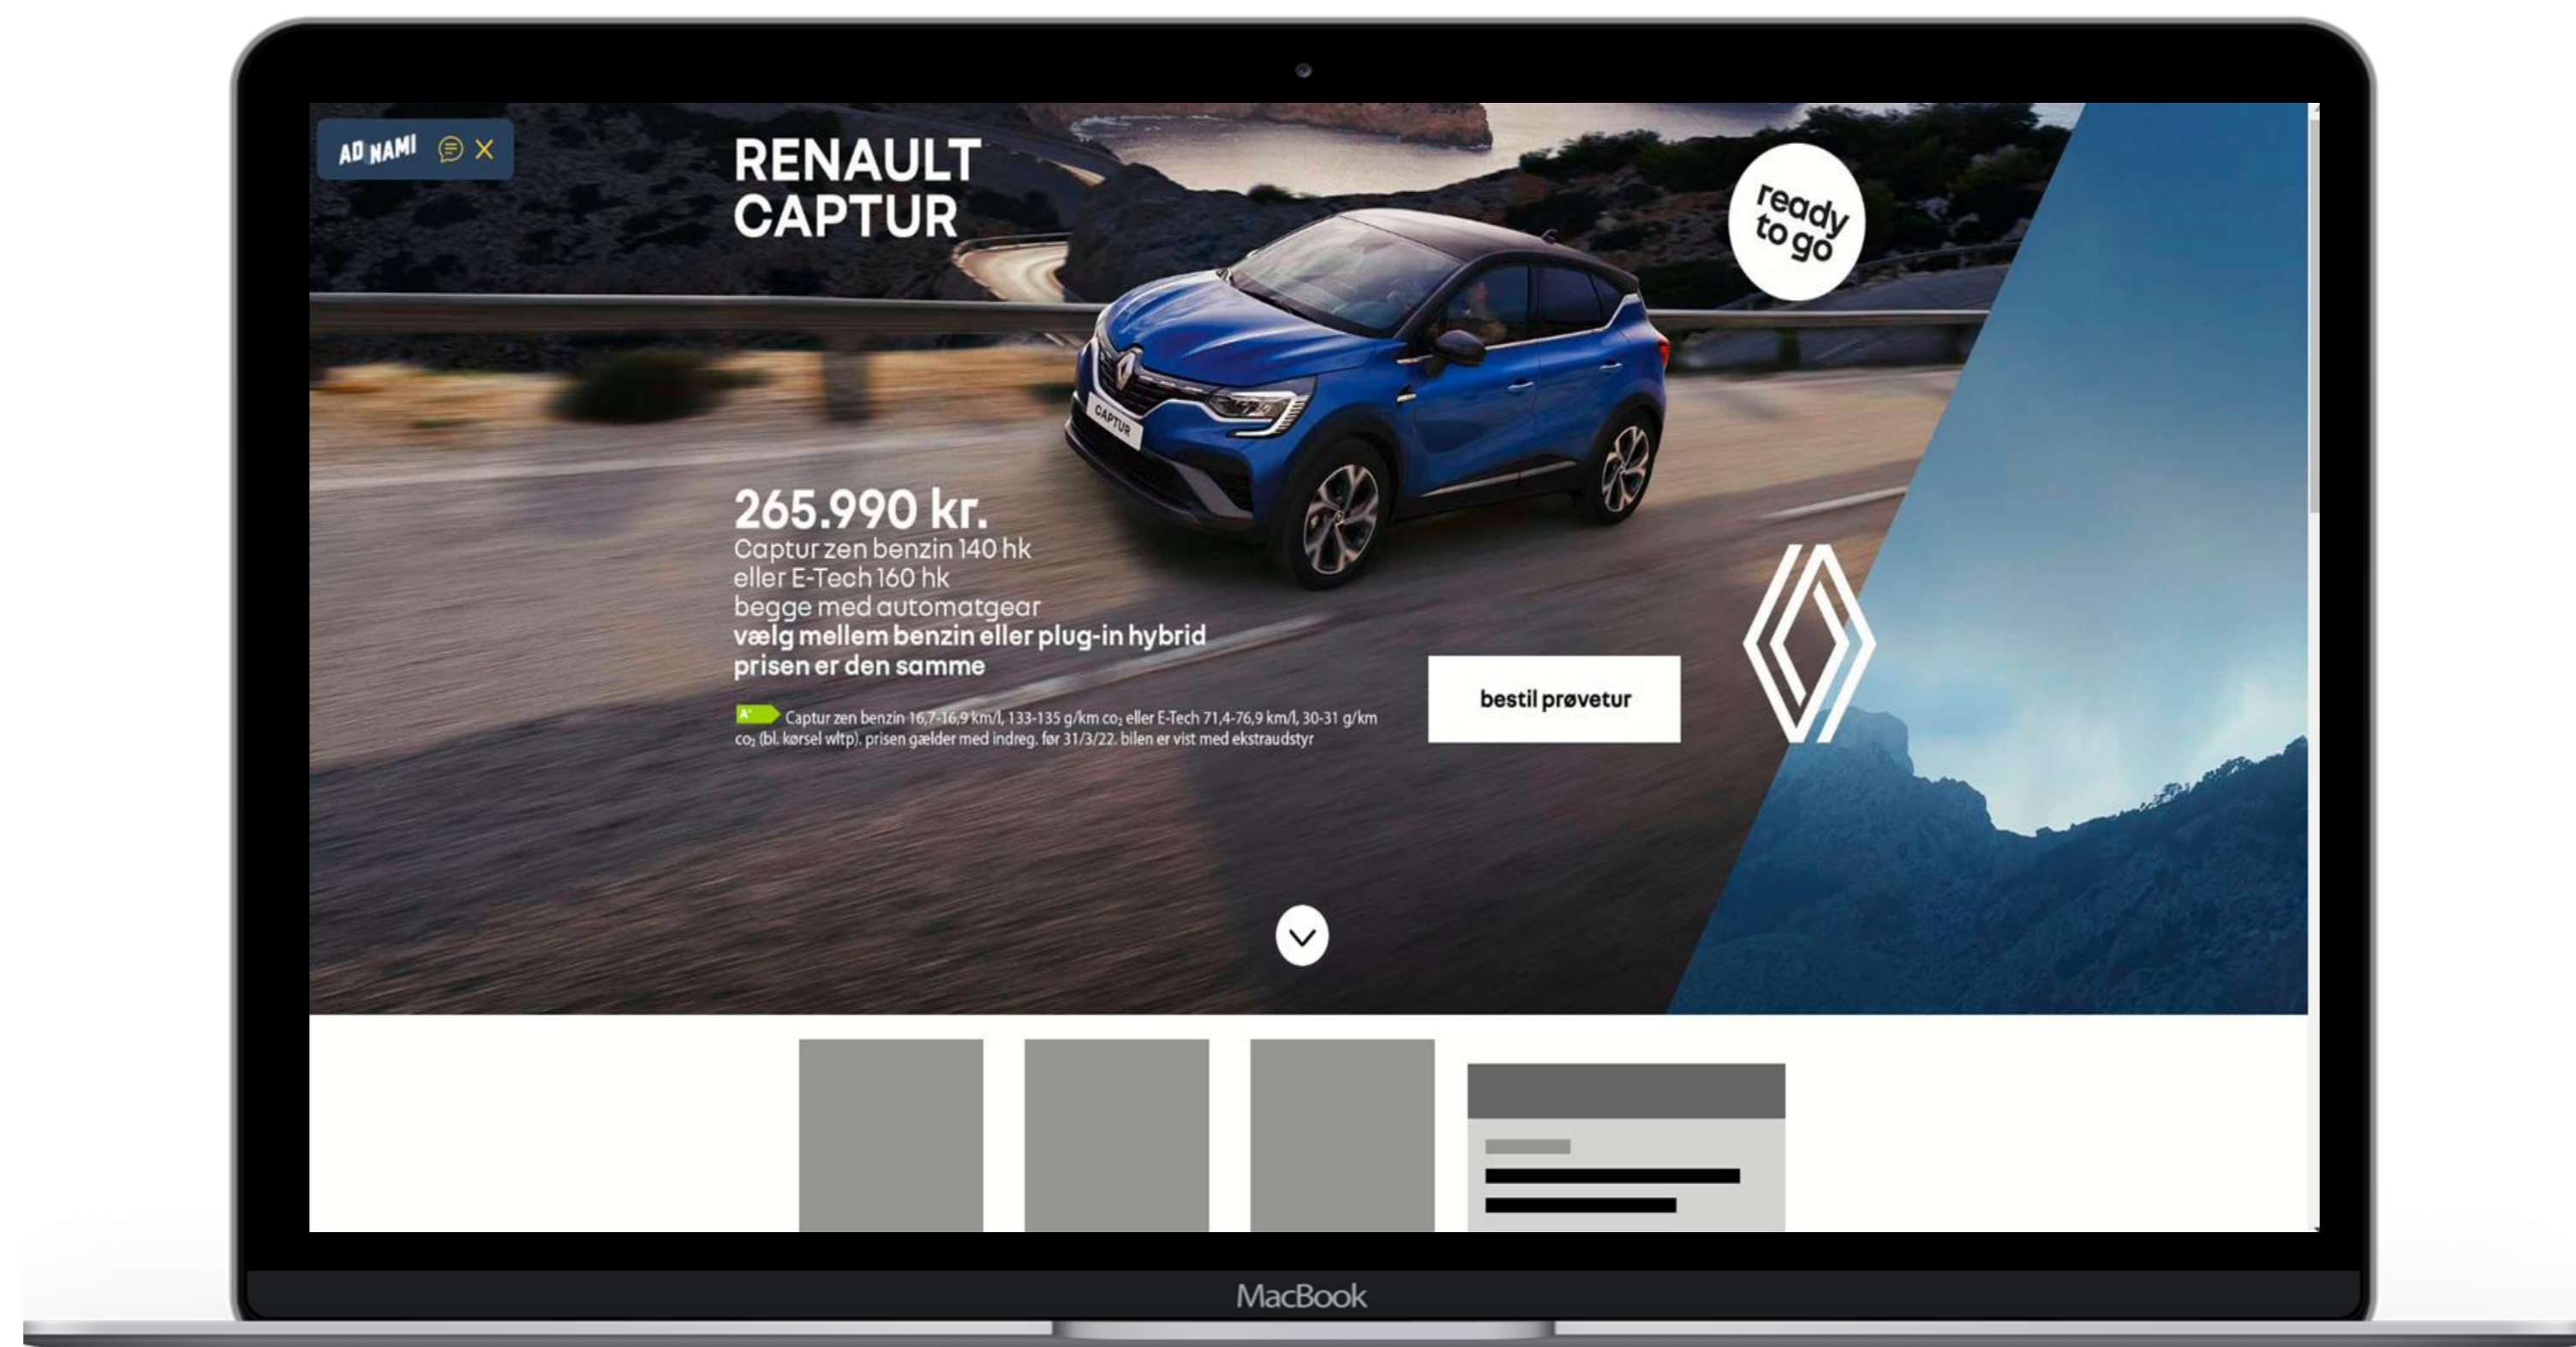 AD NAMI
RENAULT
CAPTUR
ready
to go
CAPTUR
265.990 kr.
Captur zen benzin 140 hk
eller E-Tech 160 hk
begge med automatgear
vælg mellem benzin eller plug-in hybrid
prisen er den samme
bestil prøvetur
A+ Captur zen benzin 16,7-16,9 km/l, 133-135 g/km co₂ eller E-Tech 71,4-76,9 km/l, 30-31 g/km
co₂ (bl. kørsel wltp). prisen gælder med indreg. før 31/3/22. bilen er vist med ekstraudstyr
MacBook